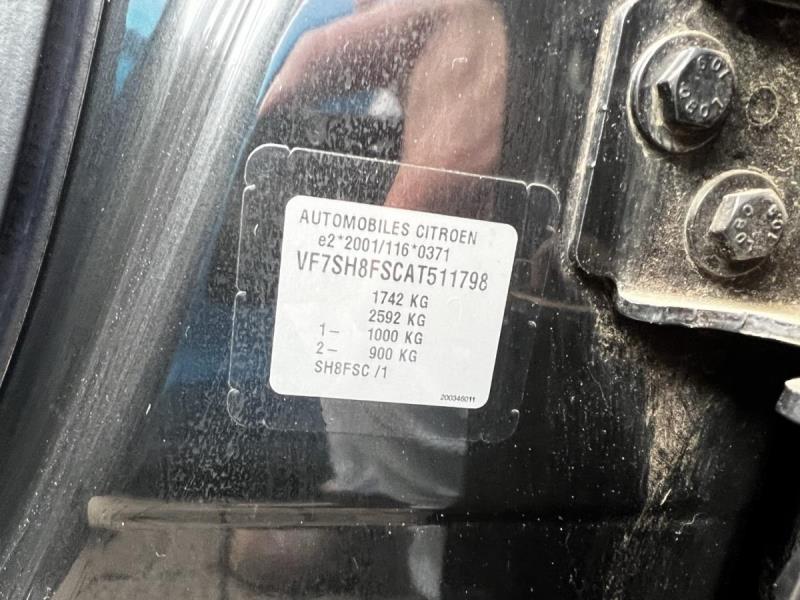 AUTOMOBILES CITROEN
e2*2001/116*0371
VF7SH8FSCAT511798
1742 KG
2592 KG
1- 1000 KG
2- 900 KG
SH8FSC /1
200346011